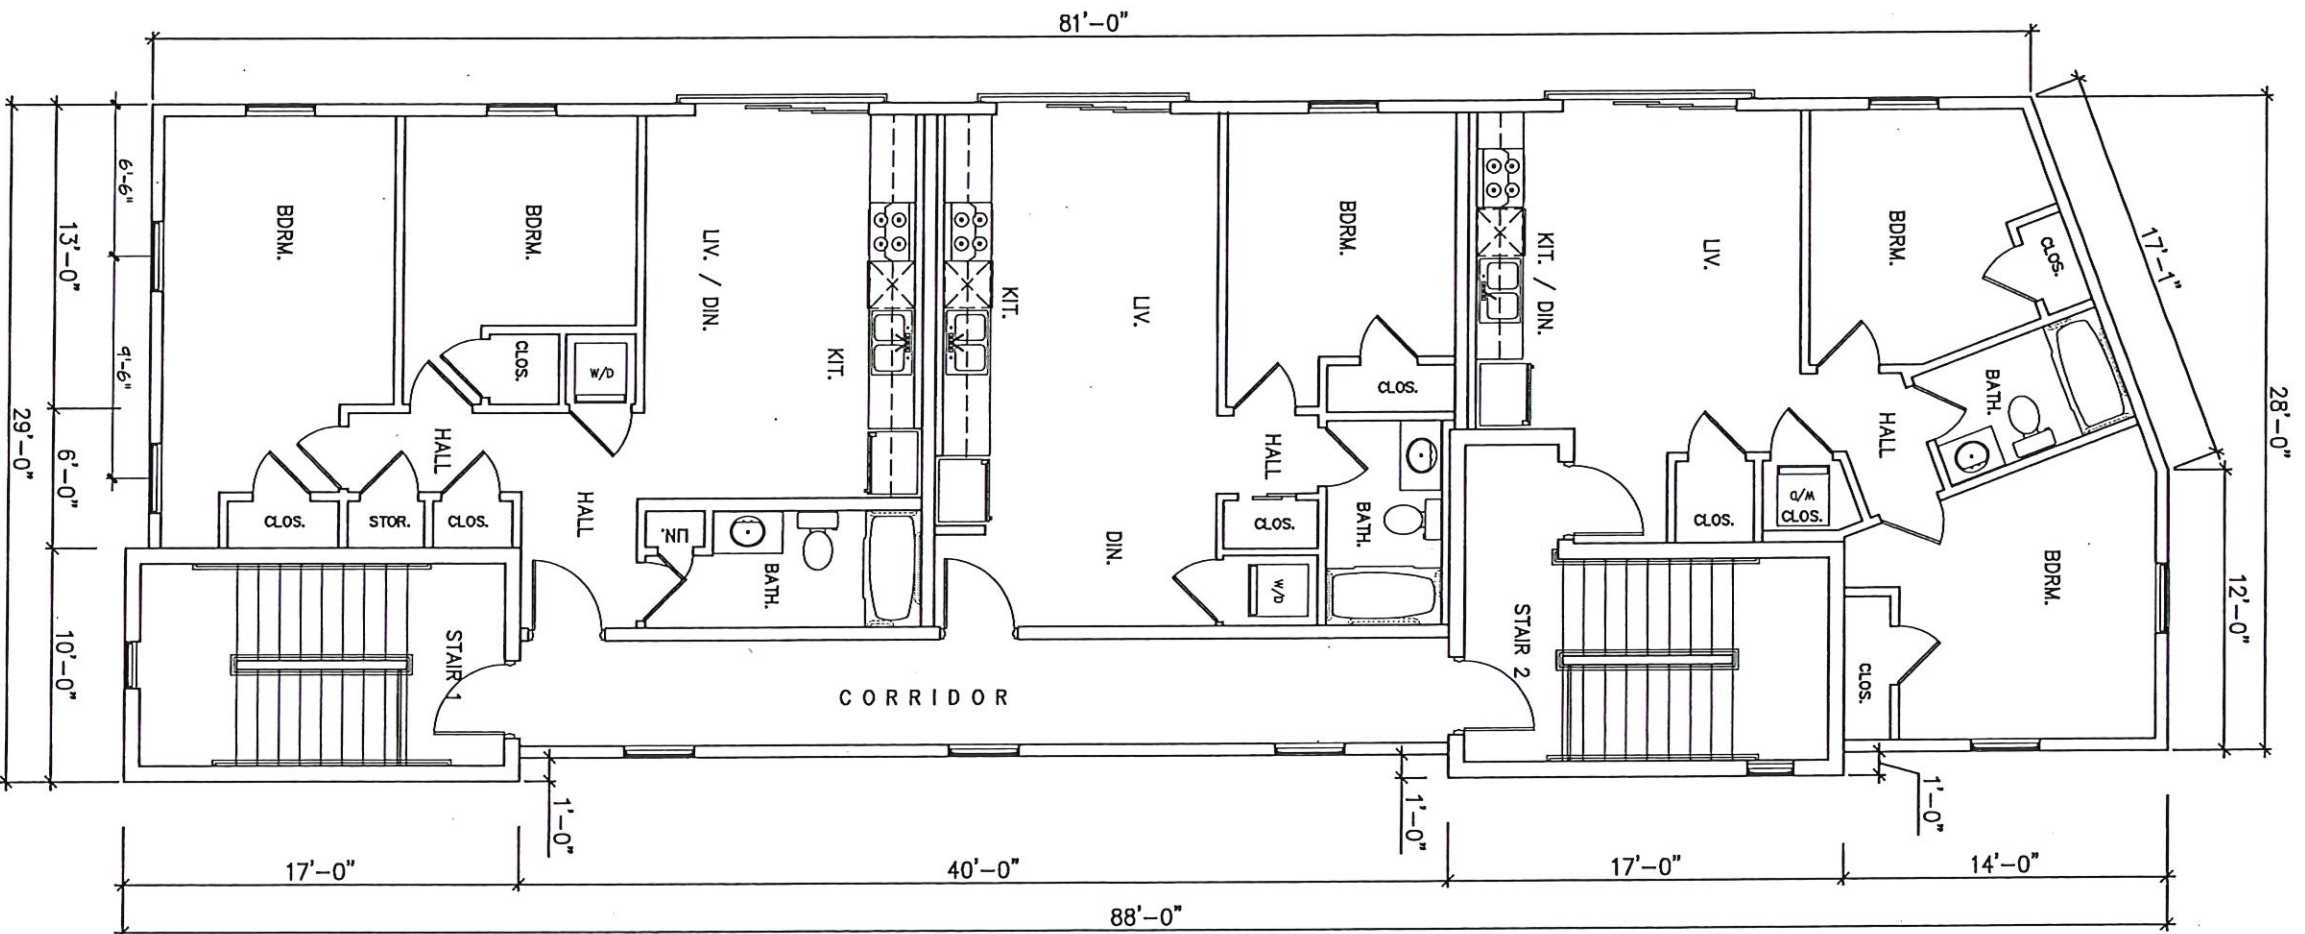 81'-0"
17'-1"
28'-0"
12'-0"
6'-6"
9'-6"
13'-0"
6'-0"
10'-0"
29'-0"
BDRM.
BDRM.
LIV. / DIN.
KIT.
CLOS.
W/D
HALL
HALL
CLOS.
STOR.
CLOS.
LIN.
BATH.
STAIR 1
KIT.
LIV.
DIN.
BDRM.
CLOS.
HALL
CLOS.
BATH.
W/D
CORRIDOR
KIT. / DIN.
LIV.
BDRM.
CLOS.
BATH.
HALL
CLOS.
W/D
CLOS.
BDRM.
CLOS.
STAIR 2
1'-0"
1'-0"
1'-0"
17'-0"
40'-0"
17'-0"
14'-0"
88'-0"